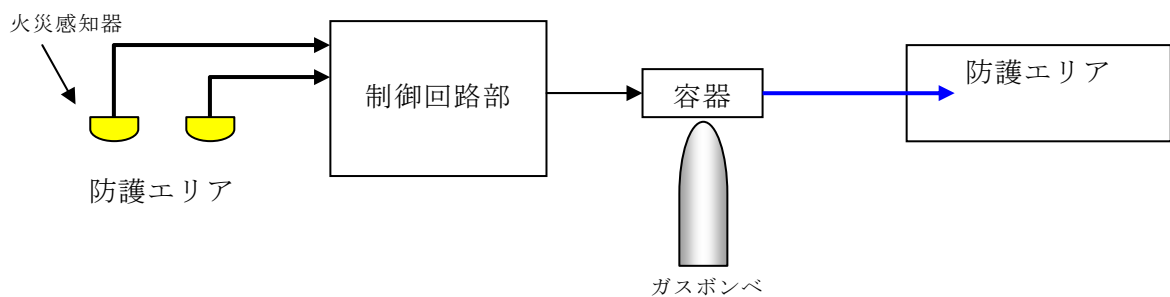 火災感知器
制御回路部
容器
防護エリア
防護エリア
ガスボンベ